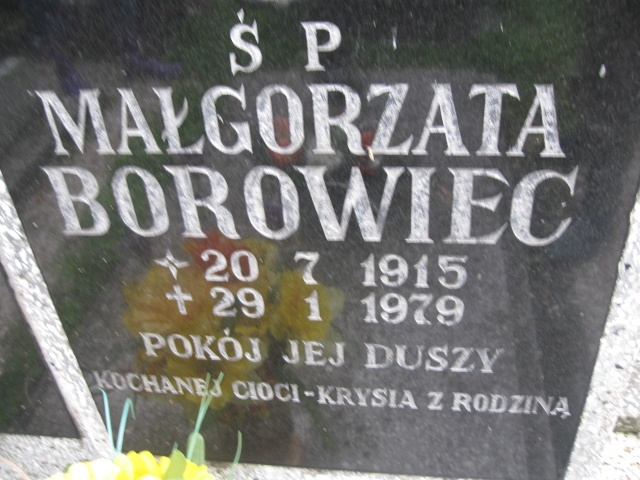 Ś P
MAŁGORZATA
BOROWIEC
20 7 1915
✝ 29 1 1979
POKÓJ JEJ DUSZY
KOCHANEJ CIOCI - KRYSIA Z RODZINĄ